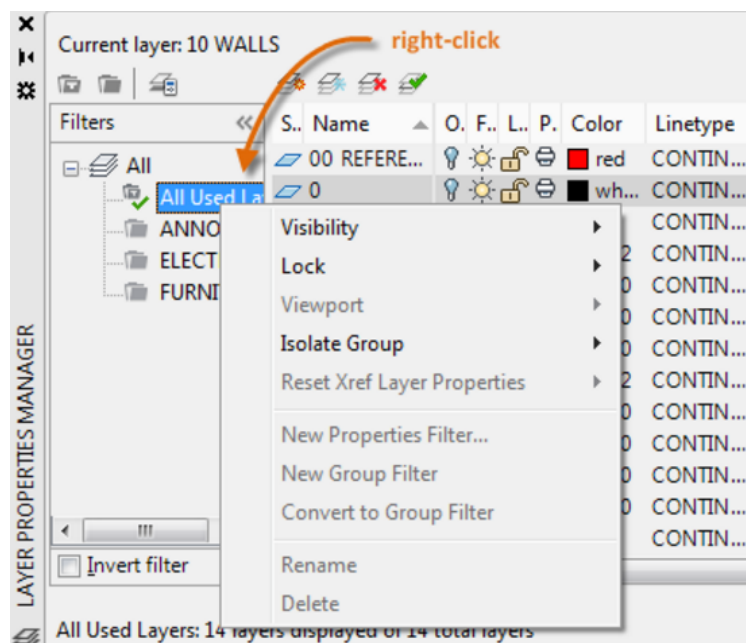 Current layer: 10 WALLS
right-click
Filters
S.. Name O. F.. L.. P. Color Linetype
All
00 REFERE... red CONTIN...
All Used La
0 wh... CONTIN...
ANNO
ELECT
FURNI
Visibility CONTIN...
Lock 2 CONTIN...
Viewport 0 CONTIN...
0 CONTIN...
Isolate Group 0 CONTIN...
Reset Xref Layer Properties 2 CONTIN...
0 CONTIN...
New Properties Filter... 0 CONTIN...
New Group Filter 0 CONTIN...
Convert to Group Filter 0 CONTIN...
CONTIN...
Rename
Delete
Invert filter
All Used Layers: 14 layers displayed of 14 total layers
LAYER PROPERTIES MANAGER